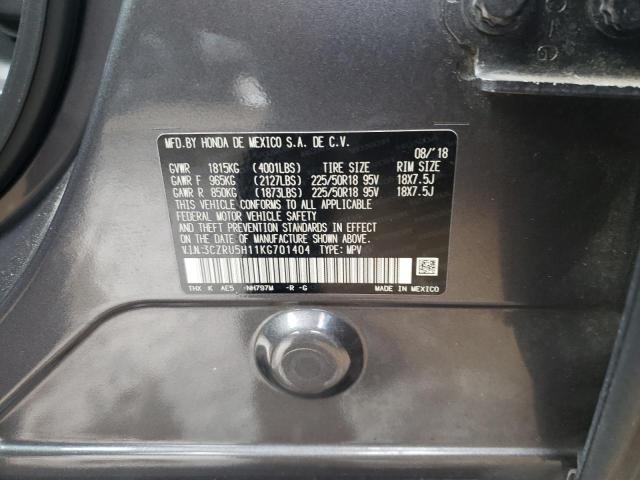 MFD.BY HONDA DE MEXICO S.A. DE C.V.
08/'18
GVWR 1815KG (4001LBS) TIRE SIZE RIM SIZE
GAWR F 965KG (2127LBS) 225/50R18 95V 18X7.5J
GAWR R 850KG (1873LBS) 225/50R18 95V 18X7.5J
THIS VEHICLE CONFORMS TO ALL APPLICABLE
FEDERAL MOTOR VEHICLE SAFETY
AND THEFT PREVENTION STANDARDS IN EFFECT
ON THE DATE OF MANUFACTURE SHOWN ABOVE.
V.I.N:3CZRU5H11KG701404 TYPE: MPV
THX K AE5 -NH797M -R -G MADE IN MEXICO